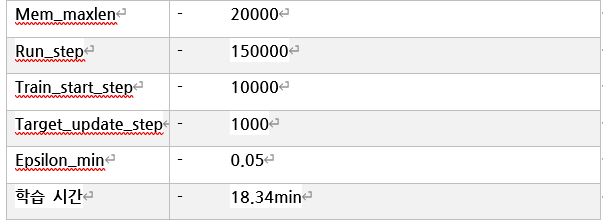 Mem_maxlen - 20000
Run_step - 150000
Train_start_step - 10000
Target_update_step - 1000
Epsilon_min - 0.05
학습 시간 - 18.34min